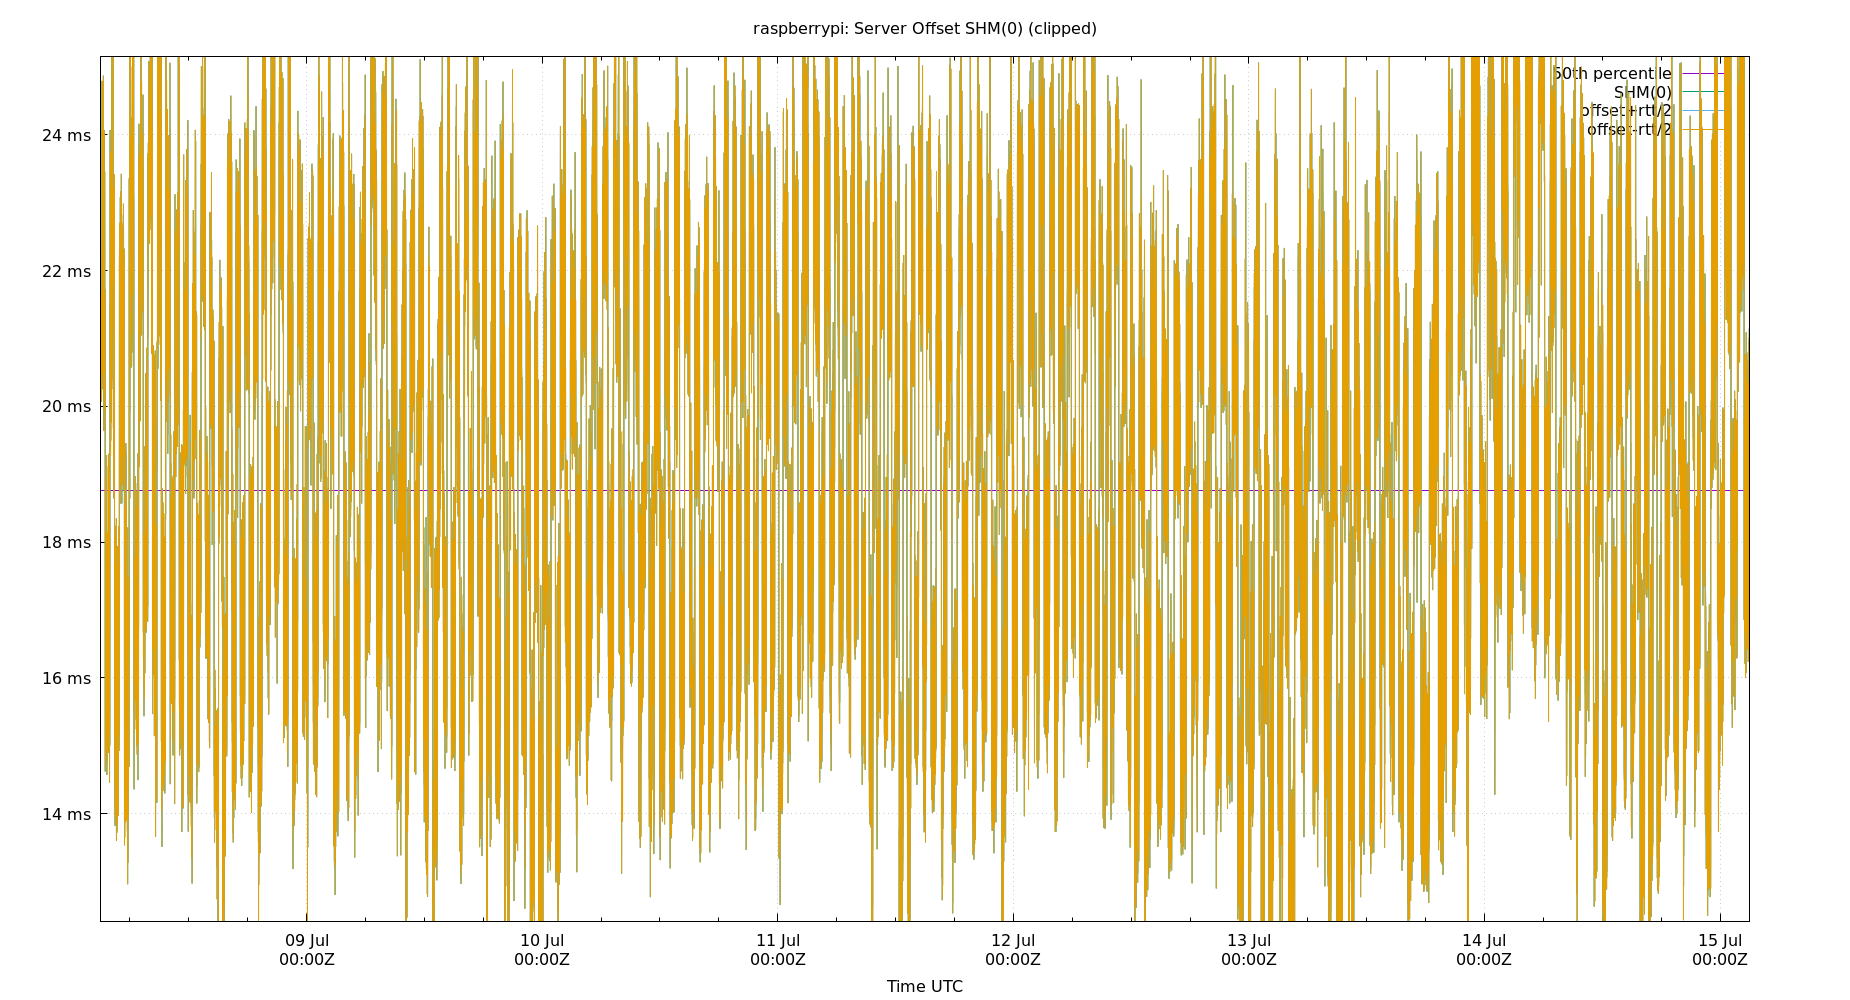 raspberrypi: Server Offset SHM(0) (clipped)
50th percentile
SHM(0)
offset+rtt/2
offset-rtt/2
24 ms
22 ms
20 ms
18 ms
16 ms
14 ms
09 Jul
00:00Z
10 Jul
00:00Z
11 Jul
00:00Z
12 Jul
00:00Z
13 Jul
00:00Z
14 Jul
00:00Z
15 Jul
00:00Z
Time UTC